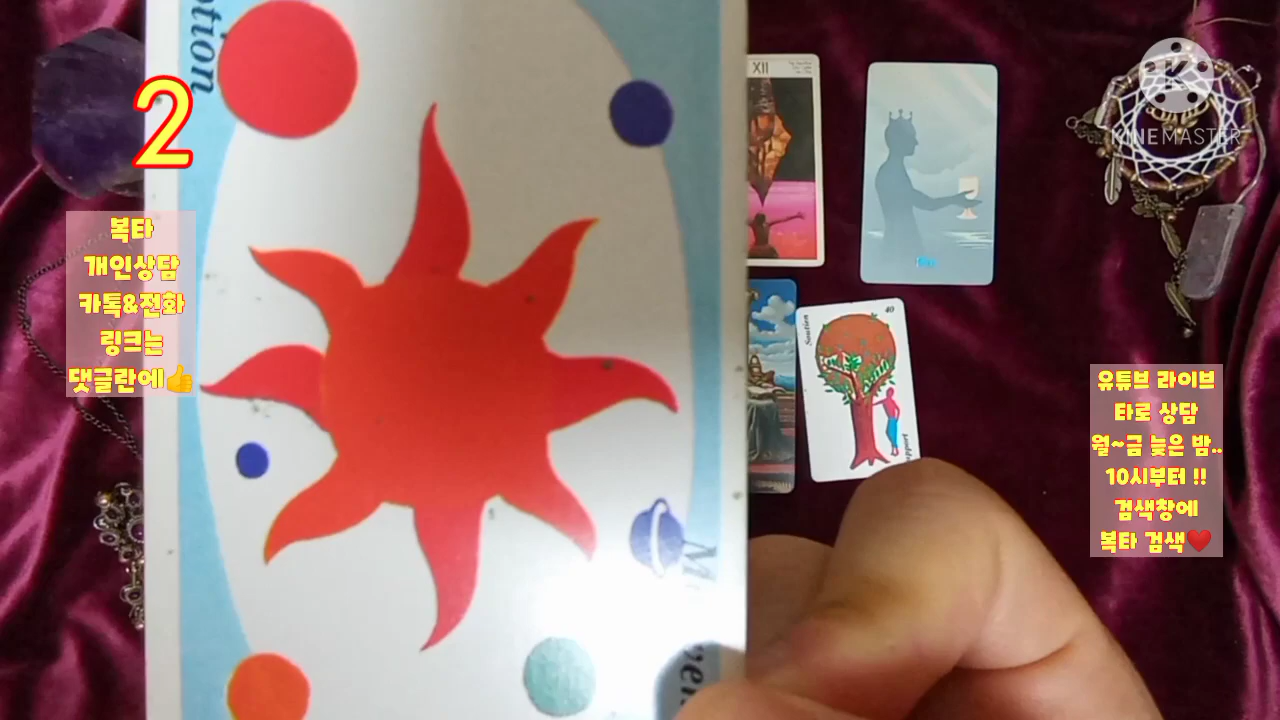 2
복타
개인상담
카톡&전화
링크는
댓글란에👍
XII
KINEMASTER
40
Soutien
유튜브 라이브
타로 상담
월~금 늦은 밤..
10시부터 !!
검색창에
복타 검색❤️